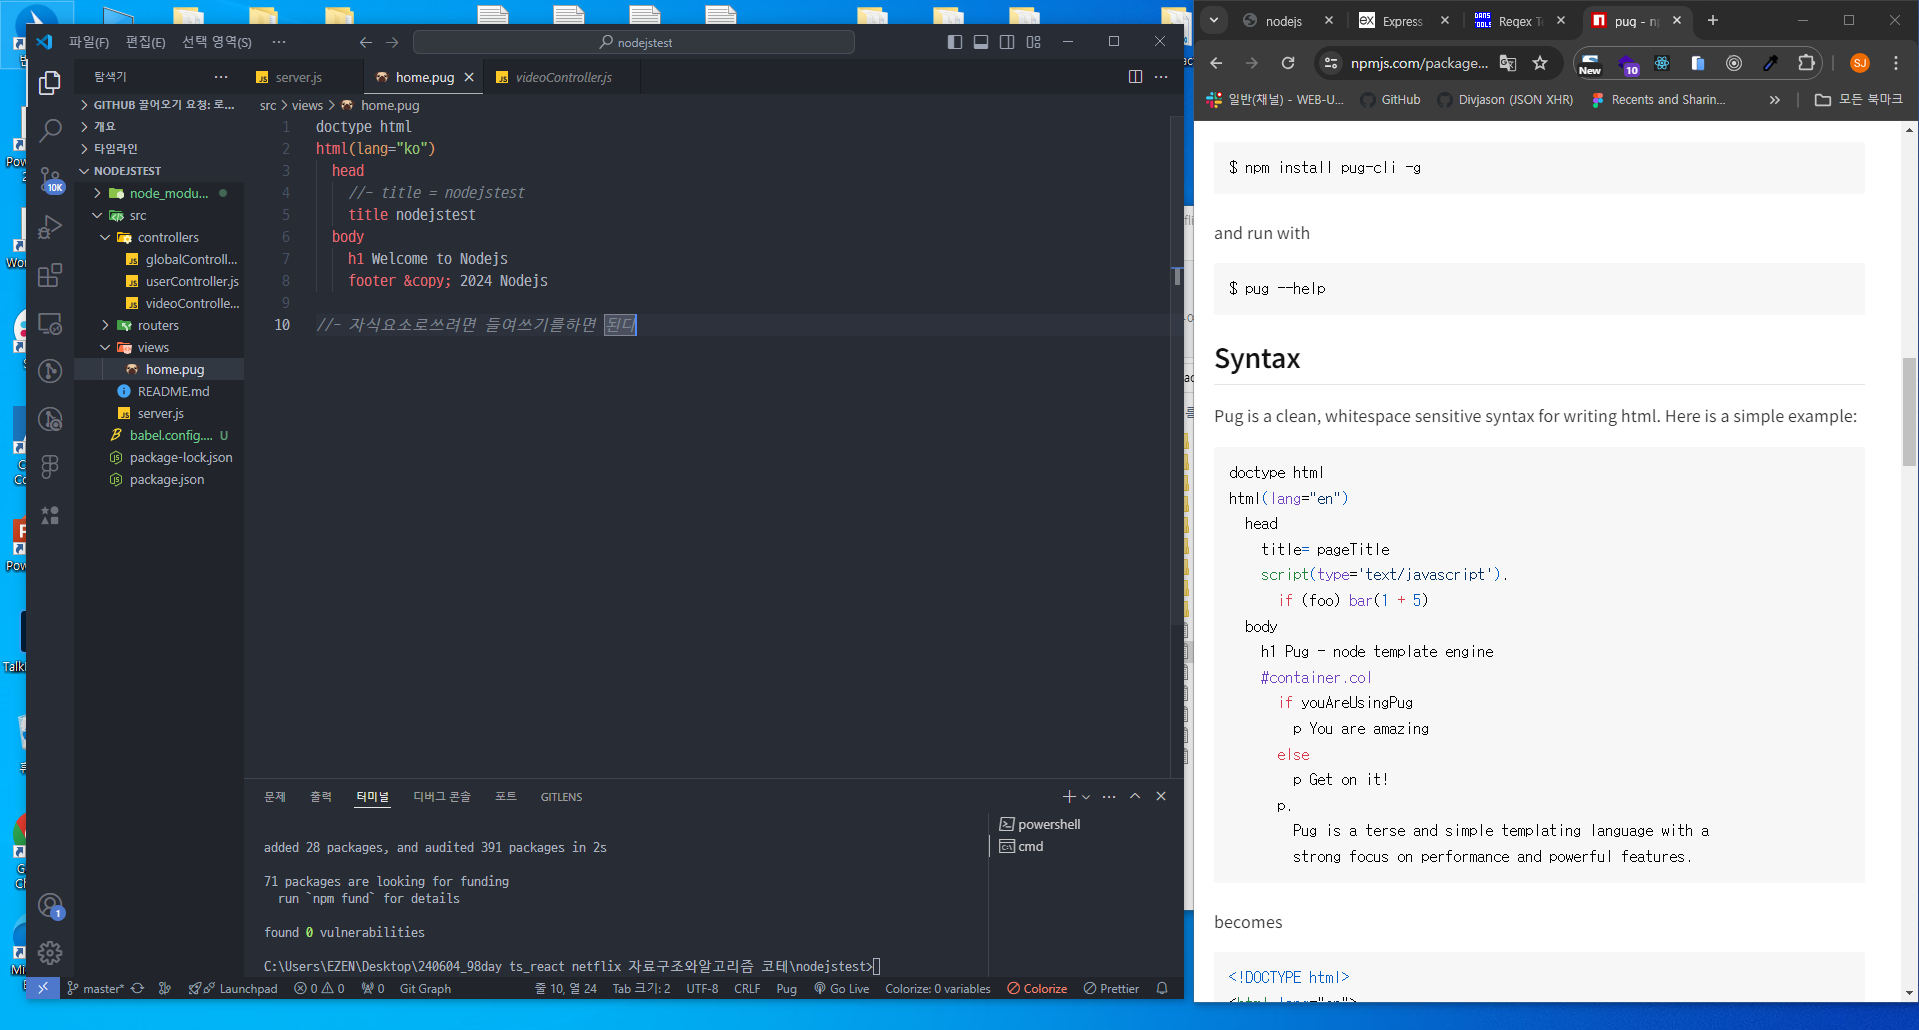 파일(F) 편집(E) 선택 영역(S) ···
nodejstest
탐색기 ···
GITHUB 끌어오기 요청: 로...
개요
타임라인
NODEJSTEST
node_modu...
src
controllers
globalControll...
userController.js
videoControlle...
routers
views
home.pug
README.md
server.js
babel.config.... U
package-lock.json
package.json
10K
1
server.js
home.pug
videoController.js
src > views > home.pug
1 doctype html
2 html(lang="ko")
3 head
4 //- title = nodejstest
5 title nodejstest
6 body
7 h1 Welcome to Nodejs
8 footer &copy; 2024 Nodejs
9
10 //- 자식요소로쓰려면 들여쓰기를하면 된디
문제 출력 터미널 디버그 콘솔 포트 GITLENS
powershell
cmd
added 28 packages, and audited 391 packages in 2s
71 packages are looking for funding
run `npm fund` for details
found 0 vulnerabilities
C:\Users\EZEN\Desktop\240604_98day ts_react netflix 자료구조와알고리즘 코테\nodejstest>
master* Launchpad 0 0 0 Git Graph 줄 10, 열 24 Tab 크기: 2 UTF-8 CRLF Pug Go Live Colorize: 0 variables Colorize Prettier
nodejs
Express
Regex Te
pug - np
npmjs.com/package...
New
10
SJ
일반(채널) - WEB-U...
GitHub
Divjason (JSON XHR)
Recents and Sharin...
모든 북마크
$ npm install pug-cli -g
and run with
$ pug --help
Syntax
Pug is a clean, whitespace sensitive syntax for writing html. Here is a simple example:
doctype html
html(lang="en")
head
title= pageTitle
script(type='text/javascript').
if (foo) bar(1 + 5)
body
h1 Pug - node template engine
#container.col
if youAreUsingPug
p You are amazing
else
p Get on it!
p.
Pug is a terse and simple templating language with a
strong focus on performance and powerful features.
becomes
<!DOCTYPE html>
<html lang="en">